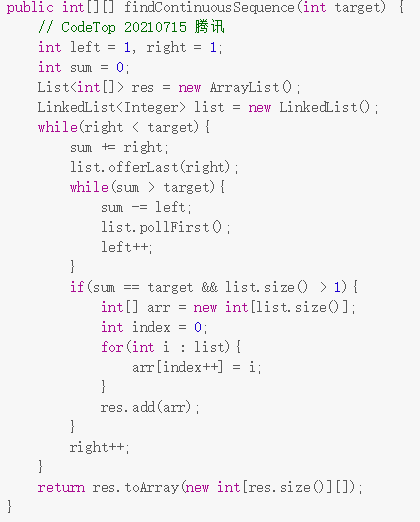 public int[][] findContinuousSequence(int target) {
    // CodeTop 20210715 腾讯
    int left = 1, right = 1;
    int sum = 0;
    List<int[]> res = new ArrayList();
    LinkedList<Integer> list = new LinkedList();
    while(right < target){
        sum += right;
        list.offerLast(right);
        while(sum > target){
            sum -= left;
            list.pollFirst();
            left++;
        }
        if(sum == target && list.size() > 1){
            int[] arr = new int[list.size()];
            int index = 0;
            for(int i : list){
                arr[index++] = i;
            }
            res.add(arr);
        }
        right++;
    }
    return res.toArray(new int[res.size()][]);
}